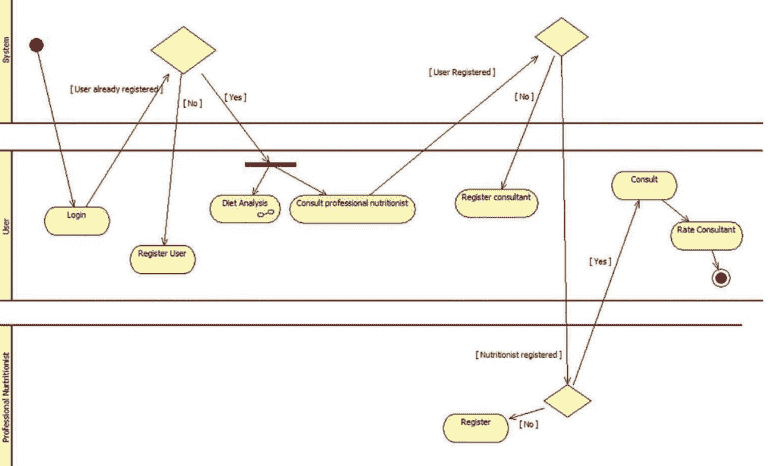 System
[ User already registered ]
[ No ]
[ Yes ]
[ User Registered ]
[ No ]
User
Login
Register User
Diet Analysis
Consult professional nutritionist
Register consultant
Consult
Rate Consultant
[ Yes ]
Professional Nurtritionist
[ Nutritionist registered ]
Register
[ No ]